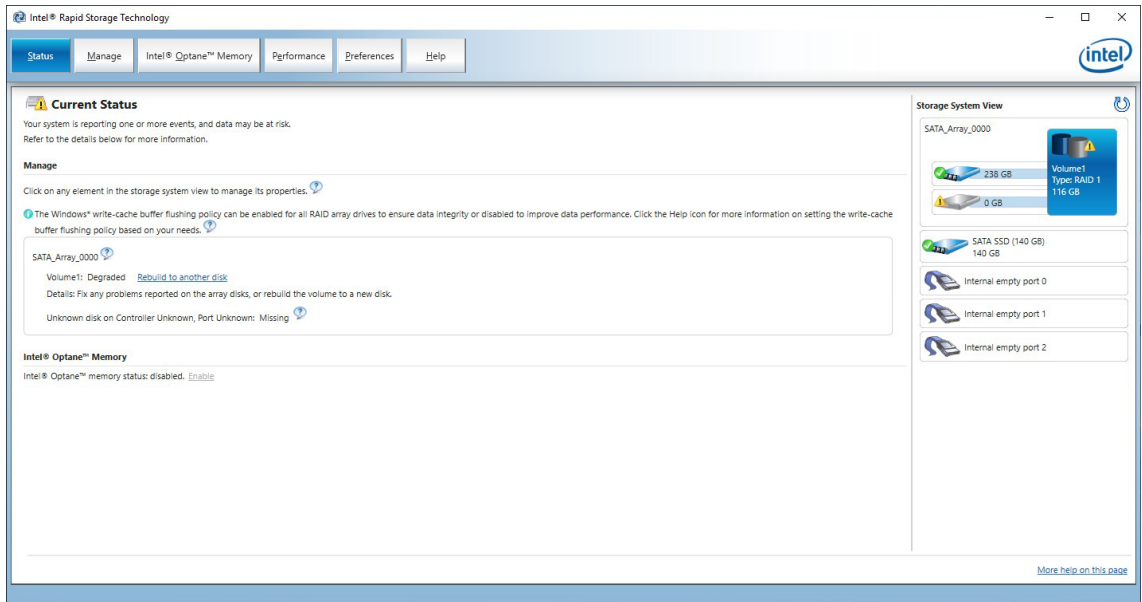 Intel® Rapid Storage Technology
Status
Manage
Intel® Optane™ Memory
Performance
Preferences
Help
intel
Current Status
Your system is reporting one or more events, and data may be at risk.
Refer to the details below for more information.
Manage
Click on any element in the storage system view to manage its properties.
The Windows* write-cache buffer flushing policy can be enabled for all RAID array drives to ensure data integrity or disabled to improve data performance. Click the Help icon for more information on setting the write-cache
buffer flushing policy based on your needs.
SATA_Array_0000
Volume1: Degraded Rebuild to another disk
Details: Fix any problems reported on the array disks, or rebuild the volume to a new disk.
Unknown disk on Controller Unknown, Port Unknown: Missing
Intel® Optane™ Memory
Intel® Optane™ memory status: disabled. Enable
Storage System View
SATA_Array_0000
238 GB
0 GB
Volume1
Type: RAID 1
116 GB
SATA SSD (140 GB)
140 GB
Internal empty port 0
Internal empty port 1
Internal empty port 2
More help on this page